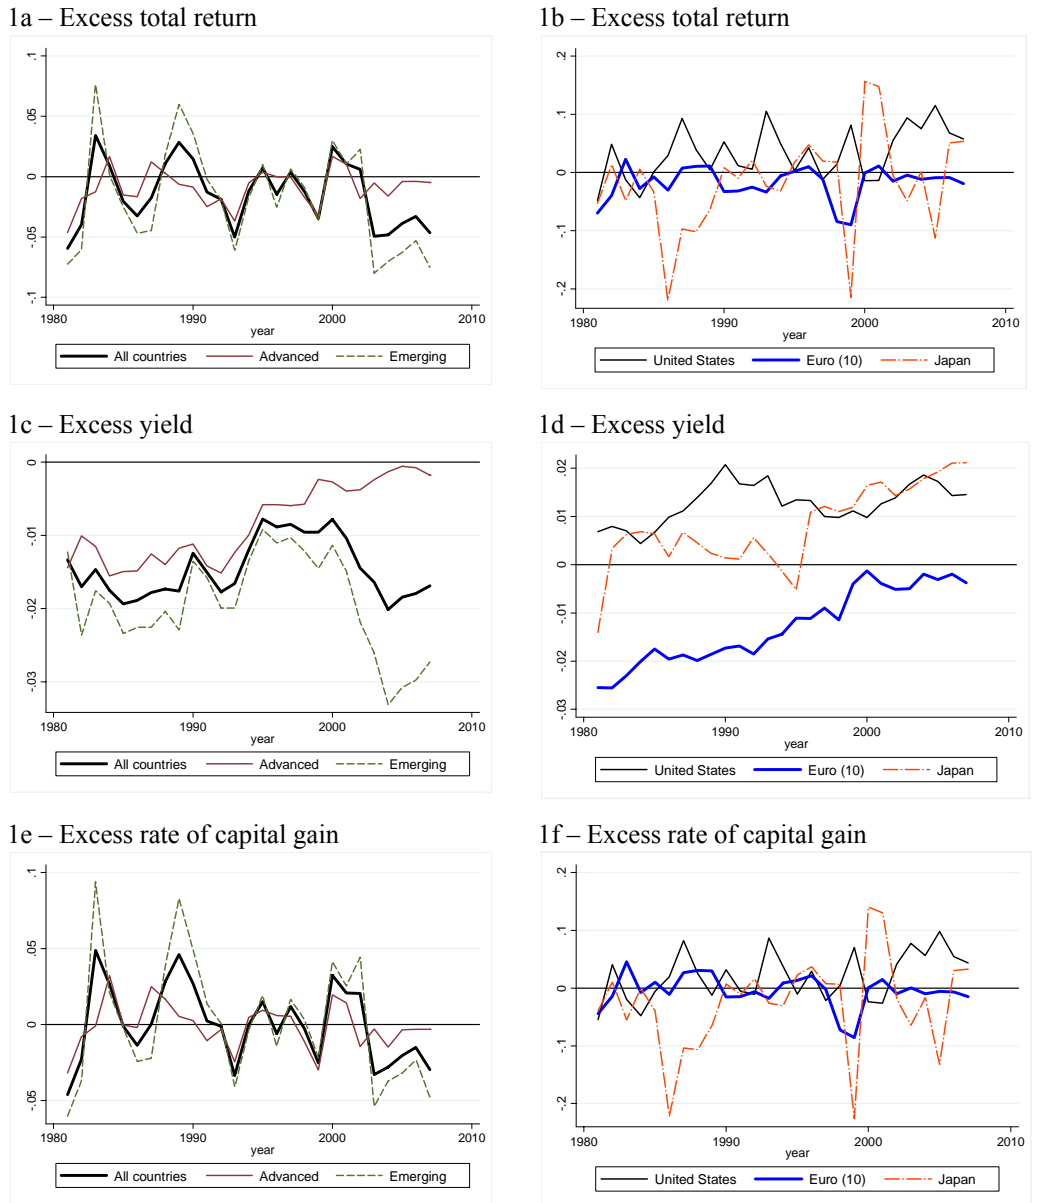 1a – Excess total return
.1
.05
0
-.05
-.1
1980 1990 2000 2010
year
All countries Advanced Emerging
1b – Excess total return
.2
.1
0
-.1
-.2
1980 1990 2000 2010
year
United States Euro (10) Japan
1c – Excess yield
0
-.01
-.02
-.03
1980 1990 2000 2010
year
All countries Advanced Emerging
1d – Excess yield
.02
.01
0
-.01
-.02
-.03
1980 1990 2000 2010
year
United States Euro (10) Japan
1e – Excess rate of capital gain
.1
.05
0
-.05
1980 1990 2000 2010
year
All countries Advanced Emerging
1f – Excess rate of capital gain
.2
.1
0
-.1
-.2
1980 1990 2000 2010
year
United States Euro (10) Japan